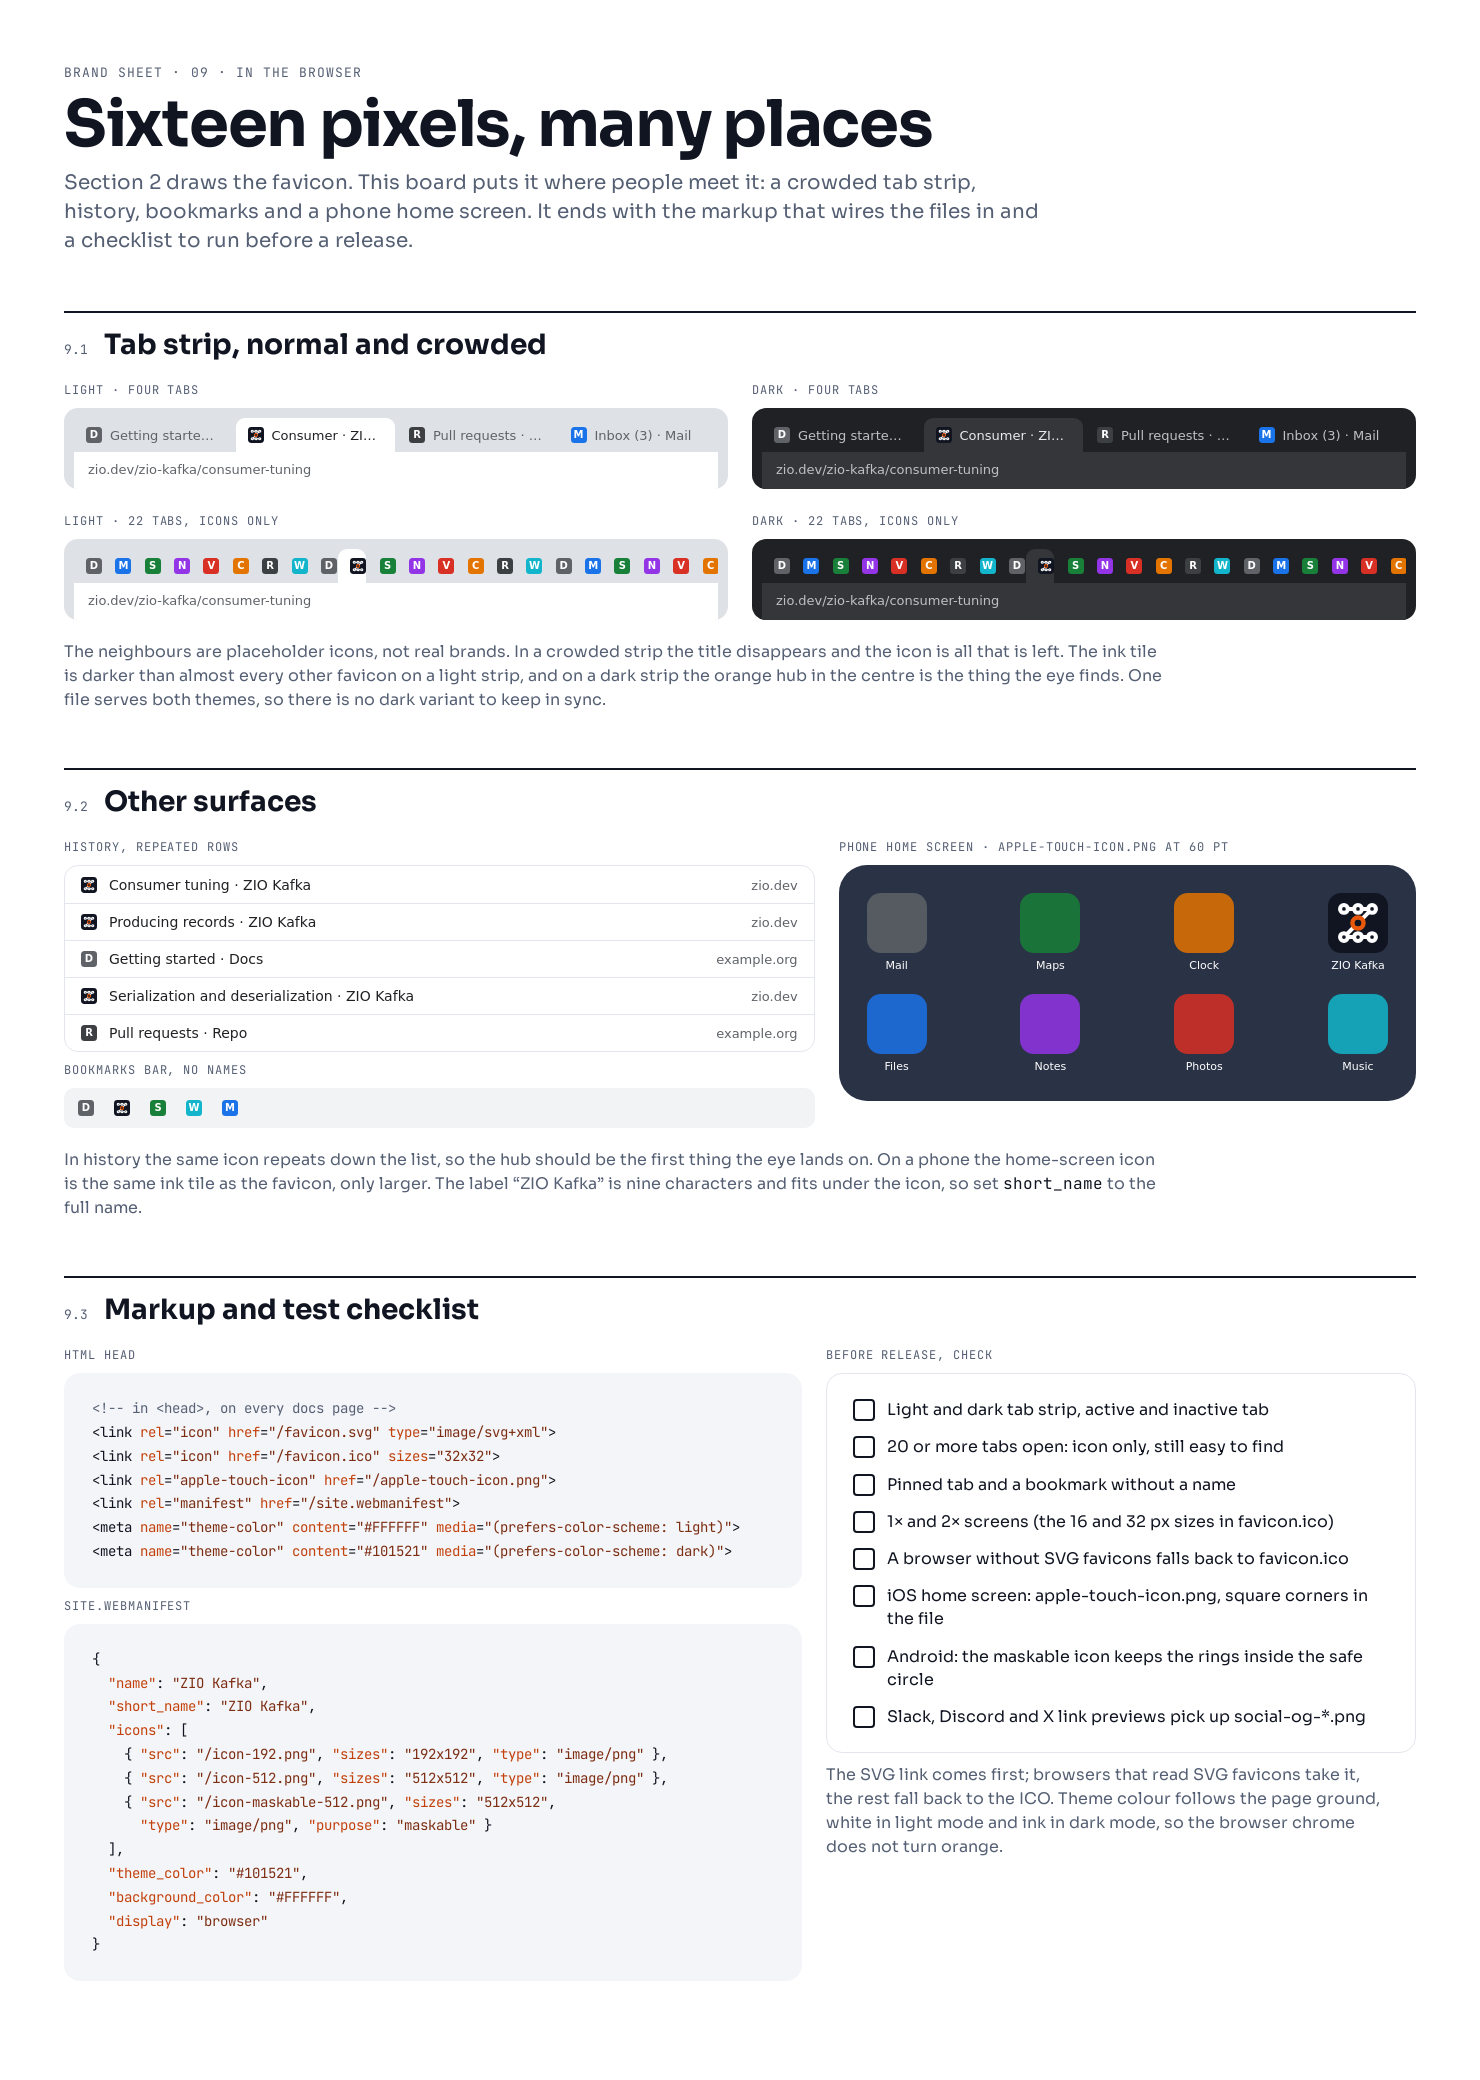 BRAND SHEET · 09 · IN THE BROWSER
Sixteen pixels, many places
Section 2 draws the favicon. This board puts it where people meet it: a crowded tab strip,
history, bookmarks and a phone home screen. It ends with the markup that wires the files in and
a checklist to run before a release.
9.1 Tab strip, normal and crowded
LIGHT · FOUR TABS
D Getting starte… Consumer · ZI… R Pull requests · … M Inbox (3) · Mail
zio.dev/zio-kafka/consumer-tuning
DARK · FOUR TABS
D Getting starte… Consumer · ZI… R Pull requests · … M Inbox (3) · Mail
zio.dev/zio-kafka/consumer-tuning
LIGHT · 22 TABS, ICONS ONLY
D M S N V C R W D S N V C R W D M S N V C
zio.dev/zio-kafka/consumer-tuning
DARK · 22 TABS, ICONS ONLY
D M S N V C R W D S N V C R W D M S N V C
zio.dev/zio-kafka/consumer-tuning
The neighbours are placeholder icons, not real brands. In a crowded strip the title disappears and the icon is all that is left. The ink tile
is darker than almost every other favicon on a light strip, and on a dark strip the orange hub in the centre is the thing the eye finds. One
file serves both themes, so there is no dark variant to keep in sync.
9.2 Other surfaces
HISTORY, REPEATED ROWS
Consumer tuning · ZIO Kafka zio.dev
Producing records · ZIO Kafka zio.dev
D Getting started · Docs example.org
Serialization and deserialization · ZIO Kafka zio.dev
R Pull requests · Repo example.org
BOOKMARKS BAR, NO NAMES
D S W M
PHONE HOME SCREEN · APPLE-TOUCH-ICON.PNG AT 60 PT
Mail Maps Clock ZIO Kafka
Files Notes Photos Music
In history the same icon repeats down the list, so the hub should be the first thing the eye lands on. On a phone the home-screen icon
is the same ink tile as the favicon, only larger. The label “ZIO Kafka” is nine characters and fits under the icon, so set short_name to the
full name.
9.3 Markup and test checklist
HTML HEAD
<!-- in <head>, on every docs page -->
<link rel="icon" href="/favicon.svg" type="image/svg+xml">
<link rel="icon" href="/favicon.ico" sizes="32x32">
<link rel="apple-touch-icon" href="/apple-touch-icon.png">
<link rel="manifest" href="/site.webmanifest">
<meta name="theme-color" content="#FFFFFF" media="(prefers-color-scheme: light)">
<meta name="theme-color" content="#101521" media="(prefers-color-scheme: dark)">
SITE.WEBMANIFEST
{
"name": "ZIO Kafka",
"short_name": "ZIO Kafka",
"icons": [
{ "src": "/icon-192.png", "sizes": "192x192", "type": "image/png" },
{ "src": "/icon-512.png", "sizes": "512x512", "type": "image/png" },
{ "src": "/icon-maskable-512.png", "sizes": "512x512",
"type": "image/png", "purpose": "maskable" }
],
"theme_color": "#101521",
"background_color": "#FFFFFF",
"display": "browser"
}
BEFORE RELEASE, CHECK
Light and dark tab strip, active and inactive tab
20 or more tabs open: icon only, still easy to find
Pinned tab and a bookmark without a name
1× and 2× screens (the 16 and 32 px sizes in favicon.ico)
A browser without SVG favicons falls back to favicon.ico
iOS home screen: apple-touch-icon.png, square corners in
the file
Android: the maskable icon keeps the rings inside the safe
circle
Slack, Discord and X link previews pick up social-og-*.png
The SVG link comes first; browsers that read SVG favicons take it,
the rest fall back to the ICO. Theme colour follows the page ground,
white in light mode and ink in dark mode, so the browser chrome
does not turn orange.